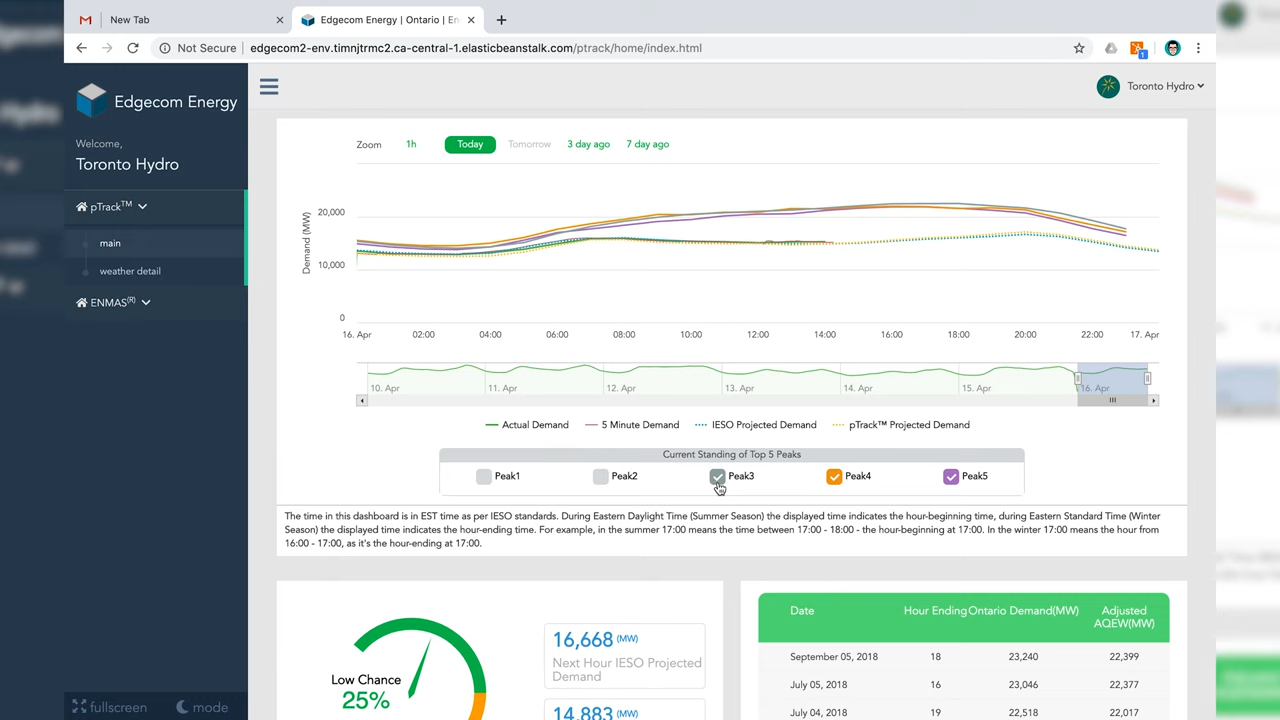 New Tab
Edgecom Energy | Ontario | En
Not Secure
edgecom2-env.timnjtrmc2.ca-central-1.elasticbeanstalk.com/ptrack/home/index.html
1
Edgecom Energy
Toronto Hydro
Welcome,
Toronto Hydro
pTrack™
main
weather detail
ENMAS(R)
fullscreen
mode
Zoom 1h Today Tomorrow 3 day ago 7 day ago
Demand (MW)
20,000
10,000
0
16. Apr 02:00 04:00 06:00 08:00 10:00 12:00 14:00 16:00 18:00 20:00 22:00 17. Apr
10. Apr 11. Apr 12. Apr 13. Apr 14. Apr 15. Apr 16. Apr
Actual Demand 5 Minute Demand IESO Projected Demand pTrack™ Projected Demand
Current Standing of Top 5 Peaks
Peak1 Peak2 Peak3 Peak4 Peak5
The time in this dashboard is in EST time as per IESO standards. During Eastern Daylight Time (Summer Season) the displayed time indicates the hour-beginning time, during Eastern Standard Time (Winter
Season) the displayed time indicates the hour-ending time. For example, in the summer 17:00 means the time between 17:00 - 18:00 - the hour-beginning at 17:00. In the winter 17:00 means the hour from
16:00 - 17:00, as it's the hour-ending at 17:00.
Low Chance
25%
16,668 (MW)
Next Hour IESO Projected
Demand
14,883 (MW)
Date Hour Ending Ontario Demand(MW) Adjusted
AQEW(MW)
September 05, 2018 18 23,240 22,399
July 05, 2018 16 23,046 22,377
July 04, 2018 19 22,518 22,017